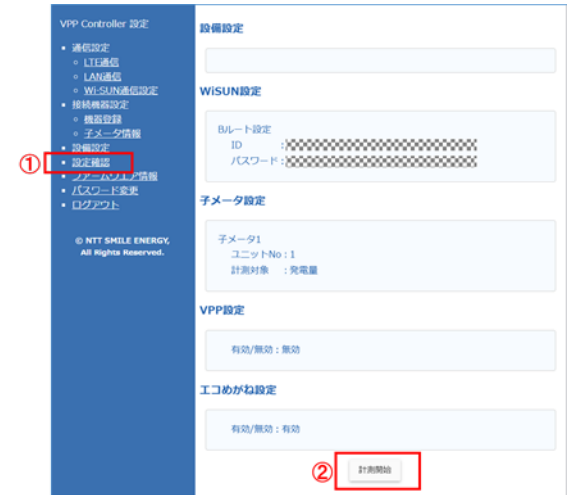 VPP Controller 設定
• 通信設定
◦ LTE通信
◦ LAN通信
◦ Wi-SUN通信設定
• 接続機器設定
◦ 機器登録
◦ 子メータ情報
• 設備設定
① • 設定確認
• ファームウエア情報
• パスワード変更
• ログアウト
© NTT SMILE ENERGY,
All Rights Reserved.
設備設定
WiSUN設定
Bルート設定
ID :
パスワード :
子メータ設定
子メータ1
ユニットNo : 1
計測対象 : 発電量
VPP設定
有効/無効 : 無効
エコめがね設定
有効/無効 : 有効
② 計測開始